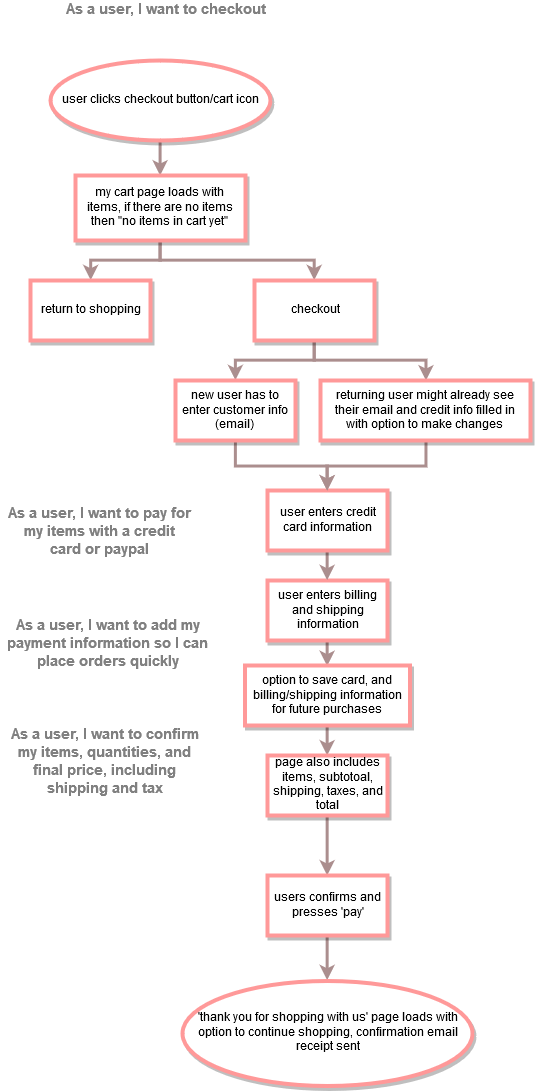 As a user, I want to checkout
user clicks checkout button/cart icon
my cart page loads with
items, if there are no items
then "no items in cart yet"
return to shopping
checkout
new user has to
enter customer info
(email)
returning user might already see
their email and credit info filled in
with option to make changes
As a user, I want to pay for
my items with a credit
card or paypal
user enters credit
card information
user enters billing
and shipping
information
As a user, I want to add my
payment information so I can
place orders quickly
option to save card, and
billing/shipping information
for future purchases
As a user, I want to confirm
my items, quantities, and
final price, including
shipping and tax
page also includes
items, subtotoal,
shipping, taxes, and
total
users confirms and
presses 'pay'
'thank you for shopping with us' page loads with
option to continue shopping, confirmation email
receipt sent